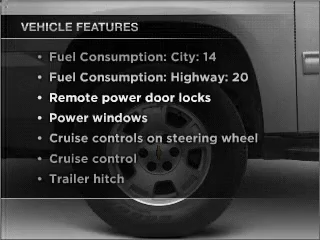 VEHICLE FEATURES
• Fuel Consumption: City: 14
• Fuel Consumption: Highway: 20
• Remote power door locks
• Power windows
• Cruise controls on steering wheel
• Cruise control
• Trailer hitch